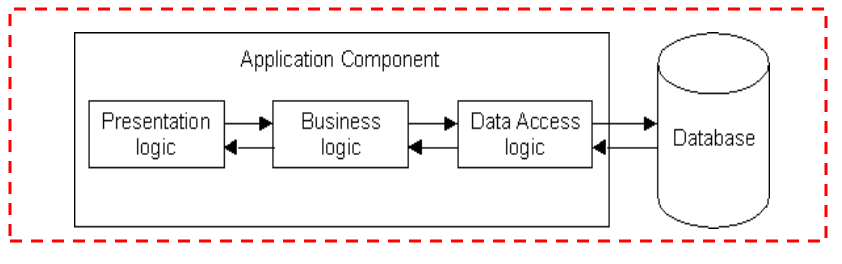 Application Component
Presentation
logic
Business
logic
Data Access
logic
Database